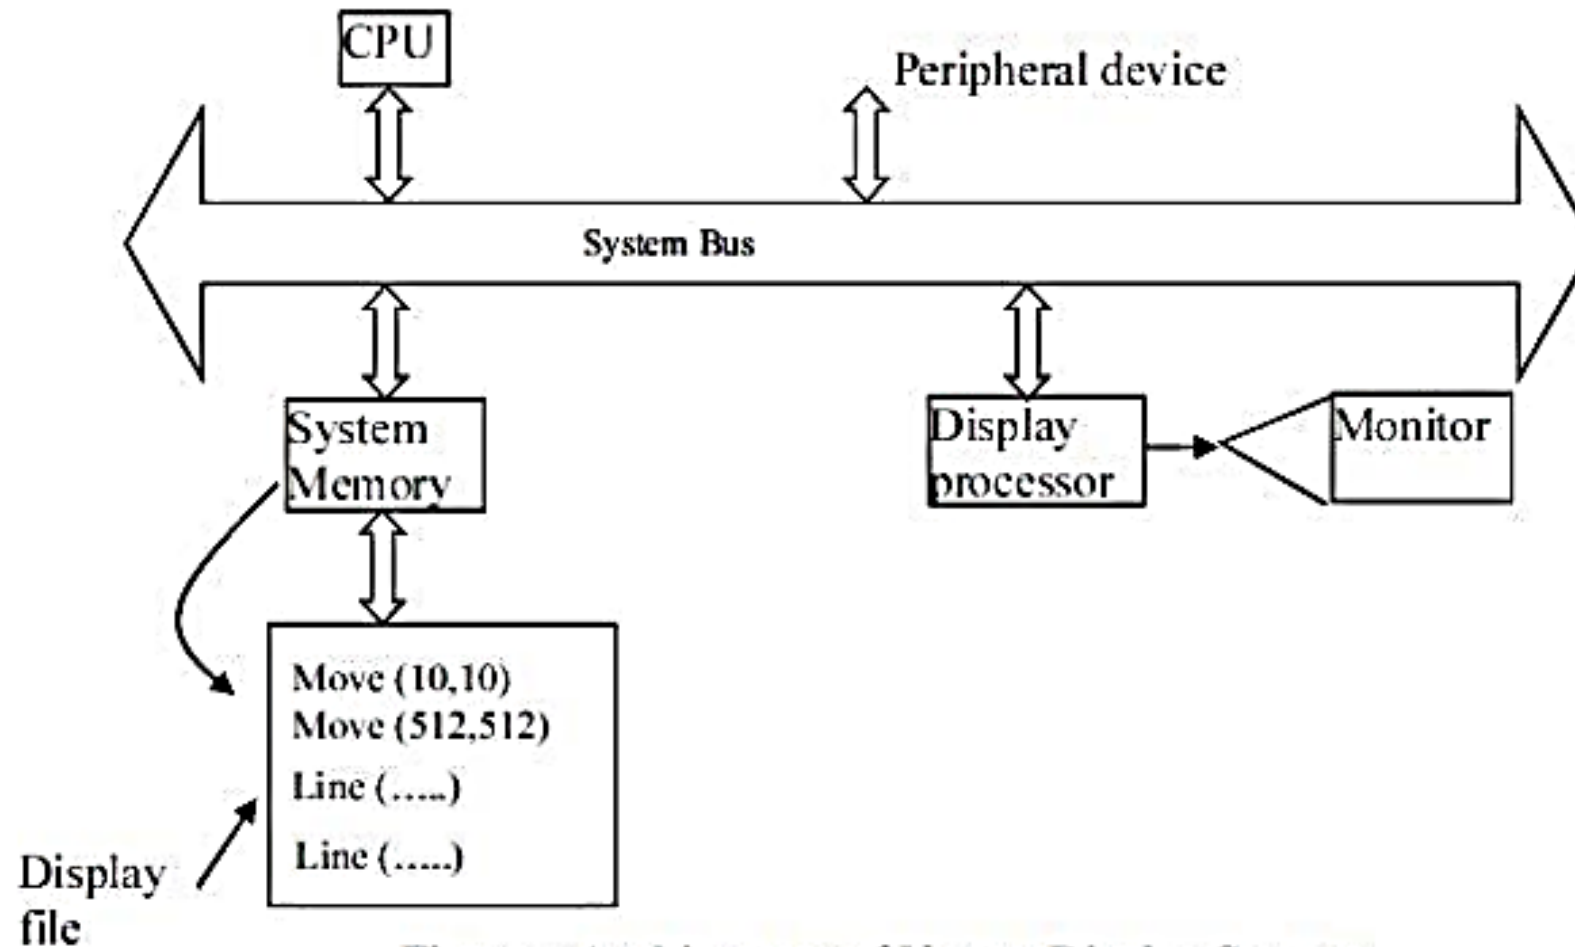 CPU
Peripheral device
System Bus
System
Memory
Display
processor
Monitor
Move (10,10)
Move (512,512)
Line (.....)
Line (.....)
Display
file